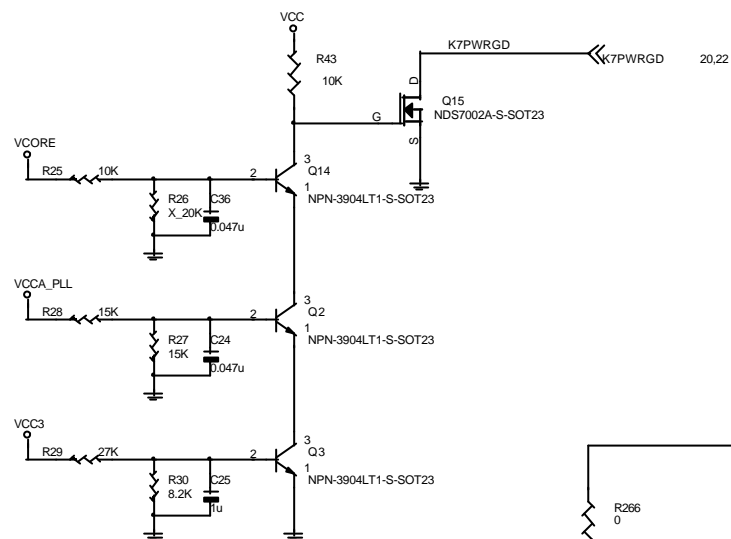 VCC
R43
10K
K7PWRGD
K7PWRGD 20,22
D
G
S
Q15
NDS7002A-S-SOT23
VCORE
R25 10K
2
3
Q14
1
NPN-3904LT1-S-SOT23
R26
X_20K
C36
0.047u
VCCA_PLL
R28 15K
2
3
Q2
1
NPN-3904LT1-S-SOT23
R27
15K
C24
0.047u
VCC3
R29 27K
2
3
Q3
1
NPN-3904LT1-S-SOT23
R30
8.2K
C25
1u
R266
0